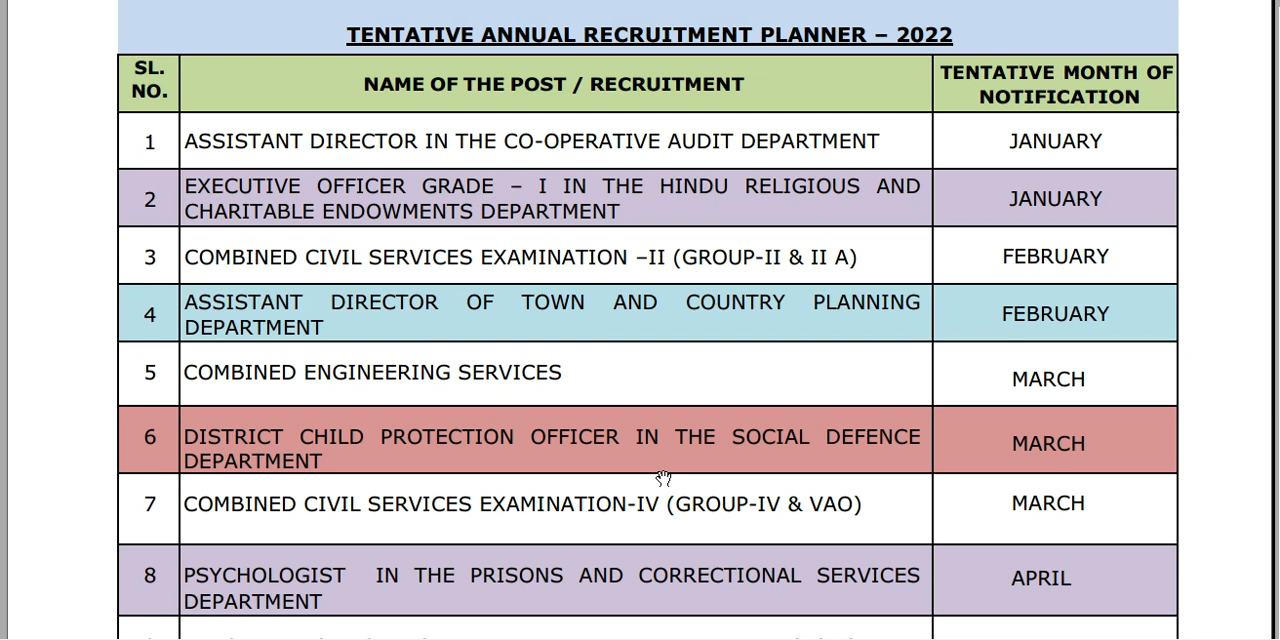 TENTATIVE ANNUAL RECRUITMENT PLANNER – 2022
SL. NO.
NAME OF THE POST / RECRUITMENT
TENTATIVE MONTH OF
NOTIFICATION
1
ASSISTANT DIRECTOR IN THE CO-OPERATIVE AUDIT DEPARTMENT
JANUARY
2
EXECUTIVE OFFICER GRADE – I IN THE HINDU RELIGIOUS AND
CHARITABLE ENDOWMENTS DEPARTMENT
JANUARY
3
COMBINED CIVIL SERVICES EXAMINATION –II (GROUP-II & II A)
FEBRUARY
4
ASSISTANT DIRECTOR OF TOWN AND COUNTRY PLANNING
DEPARTMENT
FEBRUARY
5
COMBINED ENGINEERING SERVICES
MARCH
6
DISTRICT CHILD PROTECTION OFFICER IN THE SOCIAL DEFENCE
DEPARTMENT
MARCH
7
COMBINED CIVIL SERVICES EXAMINATION-IV (GROUP-IV & VAO)
MARCH
8
PSYCHOLOGIST IN THE PRISONS AND CORRECTIONAL SERVICES
DEPARTMENT
APRIL